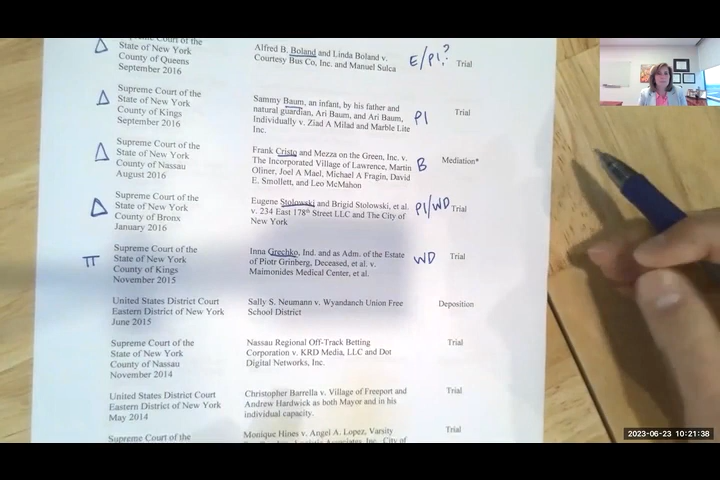 Supreme Court of the
State of New York
County of Queens
September 2016
Alfred B. Boland and Linda Boland v.
Courtesy Bus Co, Inc. and Manuel Sulca
E/PI?
Trial
Δ
Supreme Court of the
State of New York
County of Kings
September 2016
Sammy Baum, an infant, by his father and
natural guardian, Ari Baum, and Ari Baum,
Individually v. Ziad A Milad and Marble Lite
Inc.
PI
Trial
Δ
Supreme Court of the
State of New York
County of Nassau
August 2016
Frank Cristo and Mezza on the Green, Inc. v.
The Incorporated Village of Lawrence, Martin
Oliner, Joel A Mael, Michael A Fragin, David
E. Smollett, and Leo McMahon
B
Mediation*
Δ
Supreme Court of the
State of New York
County of Bronx
January 2016
Eugene Stolowski and Brigid Stolowski, et al.
v. 234 East 178th Street LLC and The City of
New York
PI/WD
Trial
Δ
Supreme Court of the
State of New York
County of Kings
November 2015
Inna Grechko, Ind. and as Adm. of the Estate
of Piotr Grinberg, Deceased, et al. v.
Maimonides Medical Center, et al.
WD
Trial
π
United States District Court
Eastern District of New York
June 2015
Sally S. Neumann v. Wyandanch Union Free
School District
Deposition
Supreme Court of the
State of New York
County of Nassau
November 2014
Nassau Regional Off-Track Betting
Corporation v. KRD Media, LLC and Dot
Digital Networks, Inc.
Trial
United States District Court
Eastern District of New York
May 2014
Christopher Barrella v. Village of Freeport and
Andrew Hardwick as both Mayor and in his
individual capacity.
Trial
Supreme Court of the
Monique Hines v. Angel A. Lopez, Varsity
Trial
2023-06-23 10:21:38